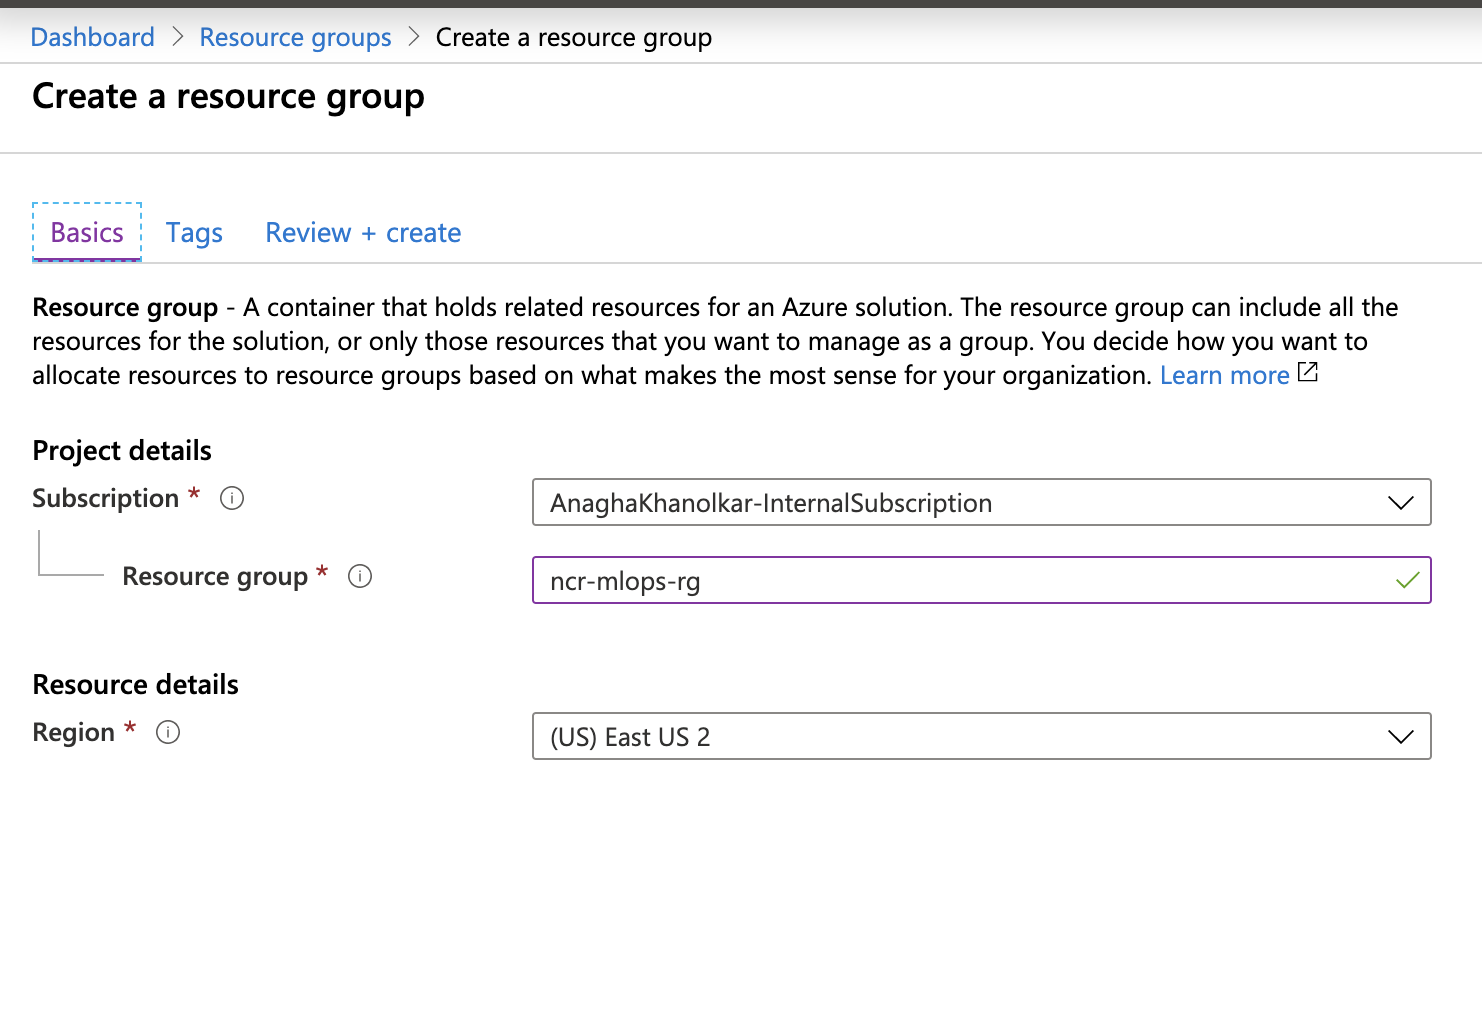 Dashboard > Resource groups > Create a resource group
Create a resource group
Basics Tags Review + create
Resource group - A container that holds related resources for an Azure solution. The resource group can include all the
resources for the solution, or only those resources that you want to manage as a group. You decide how you want to
allocate resources to resource groups based on what makes the most sense for your organization. Learn more
Project details
Subscription * AnaghaKhanolkar-InternalSubscription
Resource group * ncr-mlops-rg
Resource details
Region * (US) East US 2